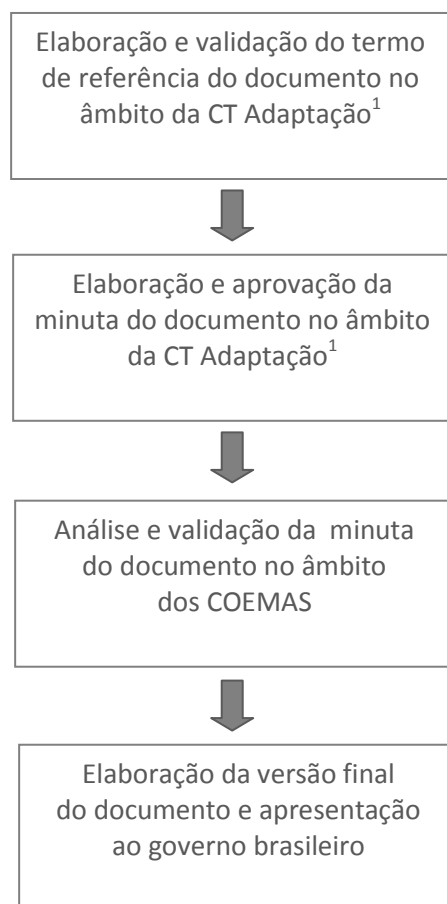 Elaboração e validação do termo
de referência do documento no
âmbito da CT Adaptação¹
Elaboração e aprovação da
minuta do documento no âmbito
da CT Adaptação¹
Análise e validação da minuta
do documento no âmbito
dos COEMAS
Elaboração da versão final
do documento e apresentação
ao governo brasileiro